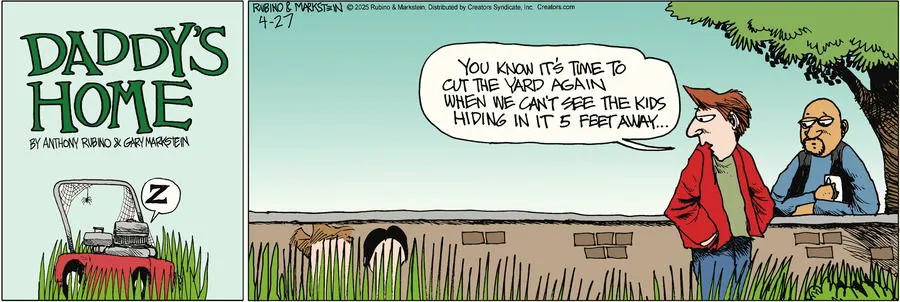 DADDY'S
HOME
BY ANTHONY RUBINO & GARY MARKSTEIN
Z
RUBINO & MARKSTEIN © 2025 Rubino & Markstein, Distributed by Creators Syndicate, Inc. Creators.com
4-27
YOU KNOW IT'S TIME TO
CUT THE YARD AGAIN
WHEN WE CAN'T SEE THE KIDS
HIDING IN IT 5 FEET AWAY...